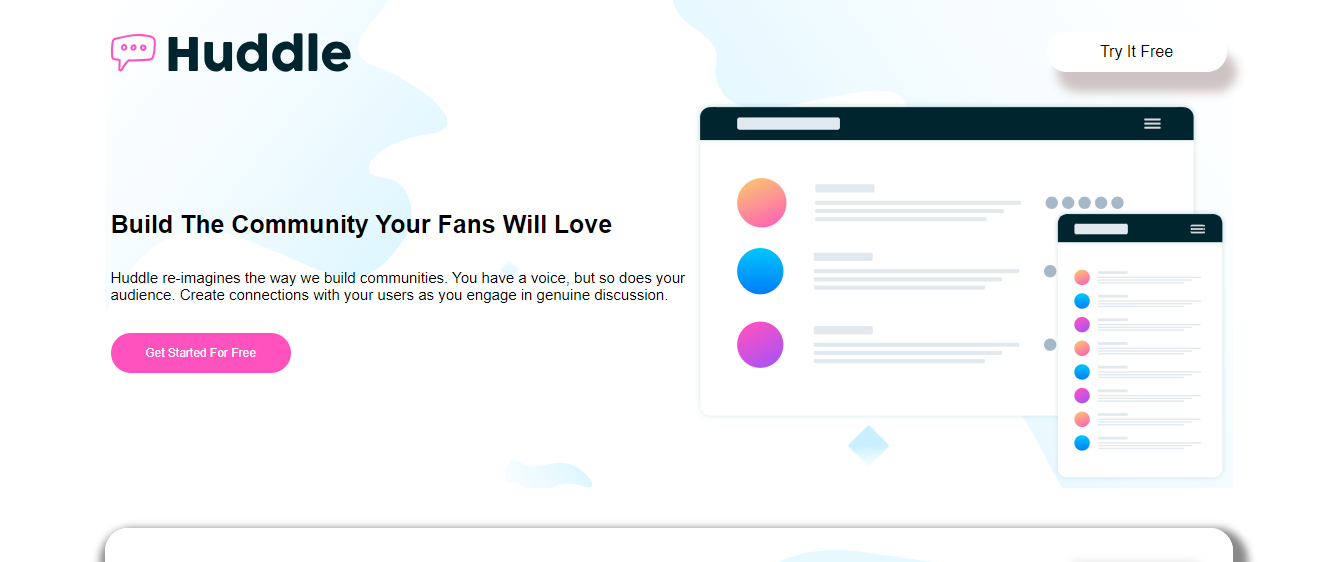 Huddle
Try It Free
Build The Community Your Fans Will Love
Huddle re-imagines the way we build communities. You have a voice, but so does your
audience. Create connections with your users as you engage in genuine discussion.
Get Started For Free